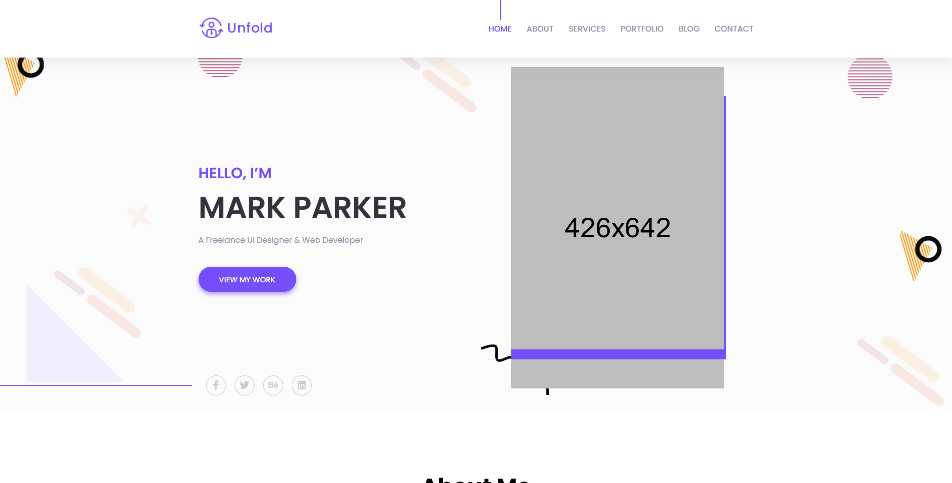 Unfold
HOME ABOUT SERVICES PORTFOLIO BLOG CONTACT
HELLO, I'M
MARK PARKER
A Freelance UI Designer & Web Developer
VIEW MY WORK
426x642
About Me